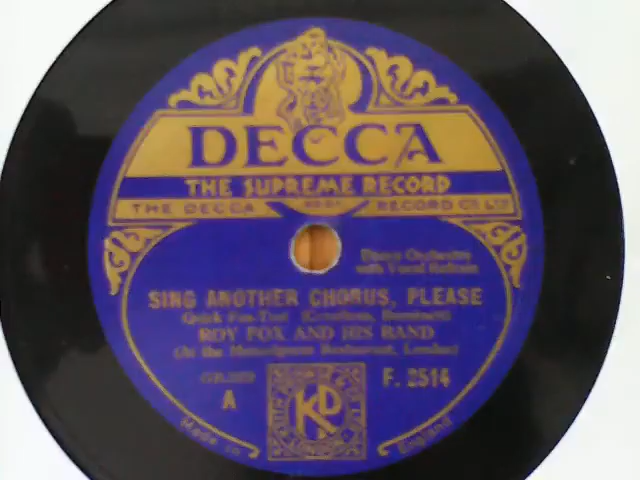 DECCA
THE SUPREME RECORD
THE DECCA RECORD CO. LTD
Dance Orchestra
with Vocal Refrain
SING ANOTHER CHORUS, PLEASE
Quick Fox-Trot
ROY FOX AND HIS BAND
(At the Monseigneur Restaurant, London)
A
F. 2514
KD
Made in England